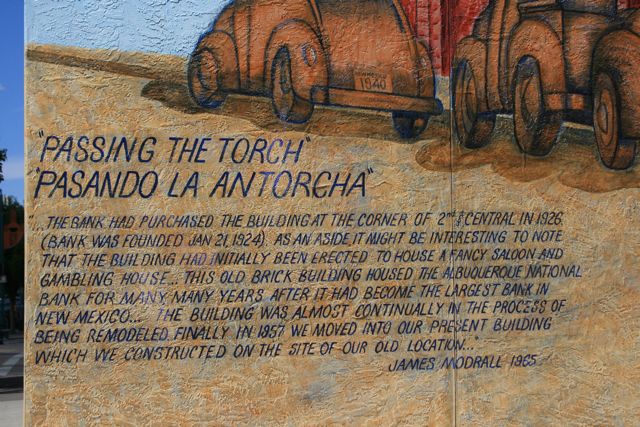 1940
"PASSING THE TORCH"
"PASANDO LA ANTORCHA"
"...THE BANK HAD PURCHASED THE BUILDING AT THE CORNER OF 2nd & CENTRAL IN 1926
(BANK WAS FOUNDED JAN 21, 1924). AS AN ASIDE IT MIGHT BE INTERESTING TO NOTE
THAT THE BUILDING HAD INITIALLY BEEN ERECTED TO HOUSE A FANCY SALOON AND
GAMBLING HOUSE... THIS OLD BRICK BUILDING HOUSED THE ALBUQUERQUE NATIONAL
BANK FOR MANY, MANY YEARS AFTER IT HAD BECOME THE LARGEST BANK IN
NEW MEXICO... THE BUILDING WAS ALMOST CONTINUALLY IN THE PROCESS OF
BEING REMODELED. FINALLY IN 1957 WE MOVED INTO OUR PRESENT BUILDING
WHICH WE CONSTRUCTED ON THE SITE OF OUR OLD LOCATION..."
JAMES MODRALL 1965